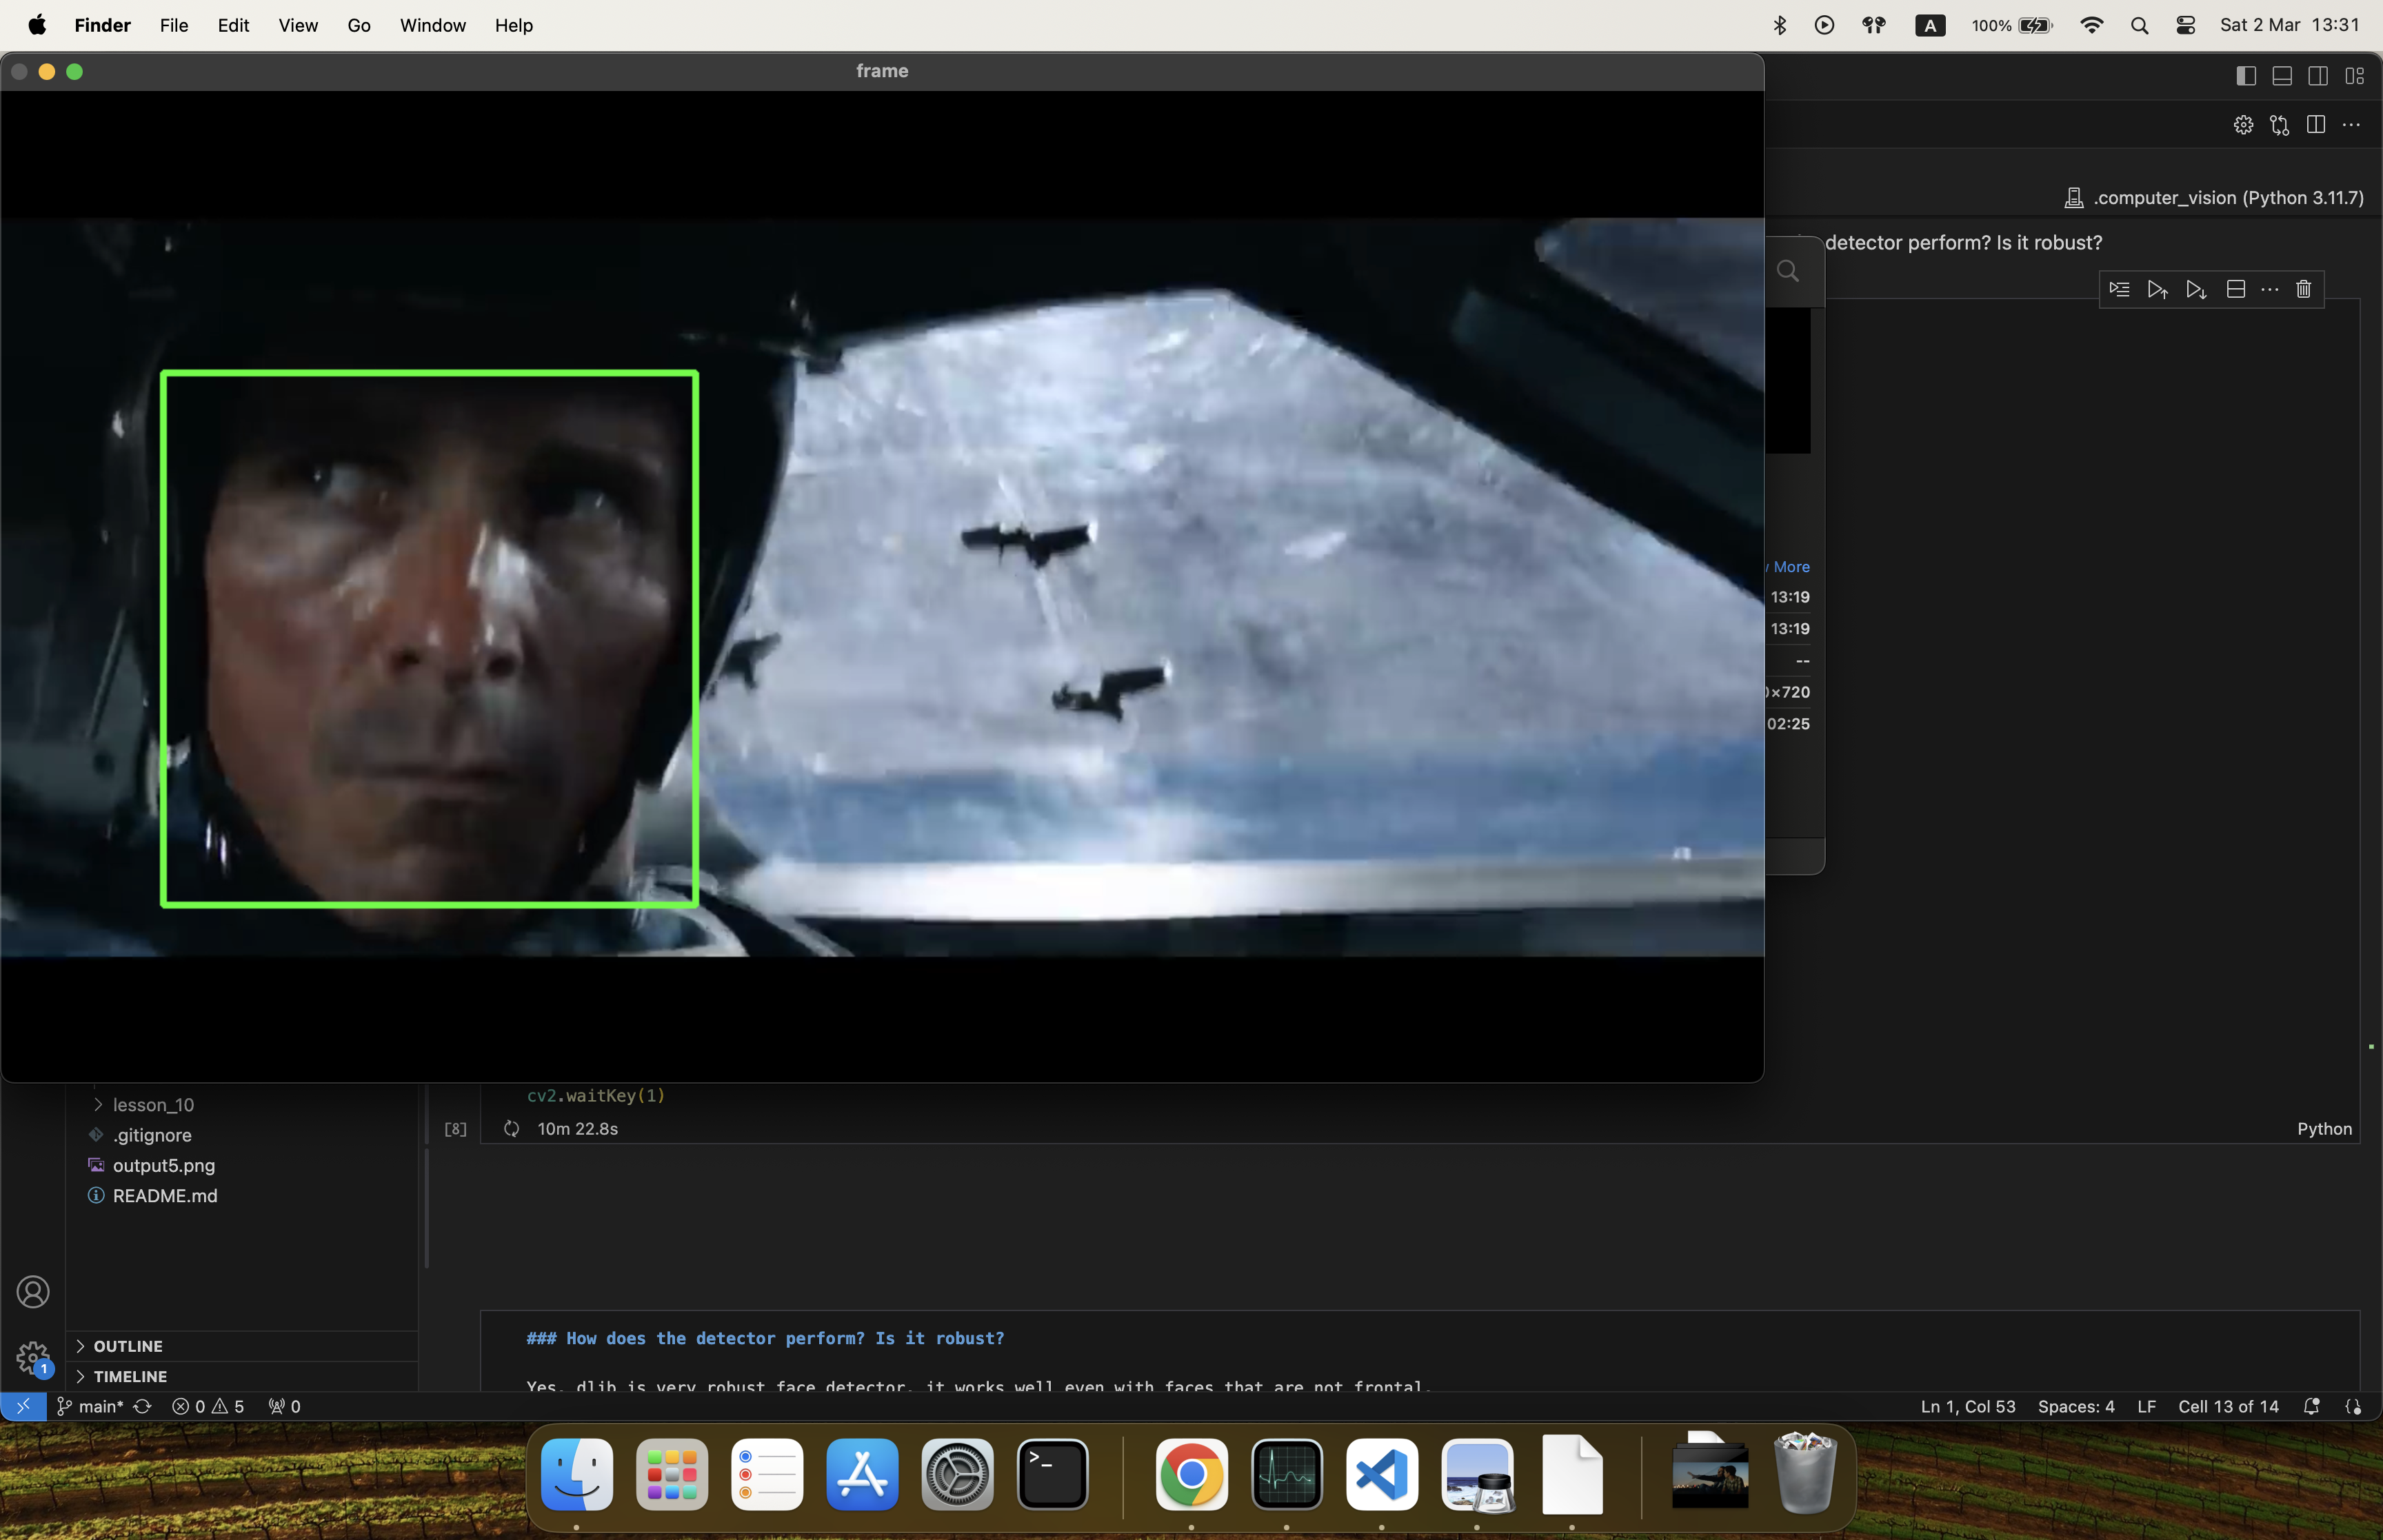 Finder File Edit View Go Window Help
A 100% Sat 2 Mar 13:31
frame
.computer_vision (Python 3.11.7)
detector perform? Is it robust?
More
13:19
13:19
--
×720
02:25
cv2.waitKey(1)
lesson_10
[8] 10m 22.8s Python
.gitignore
output5.png
README.md
OUTLINE
### How does the detector perform? Is it robust?
1
TIMELINE
Yes, dlib is very robust face detector, it works well even with faces that are not frontal.
main* 0 5 0 Ln 1, Col 53 Spaces: 4 LF Cell 13 of 14